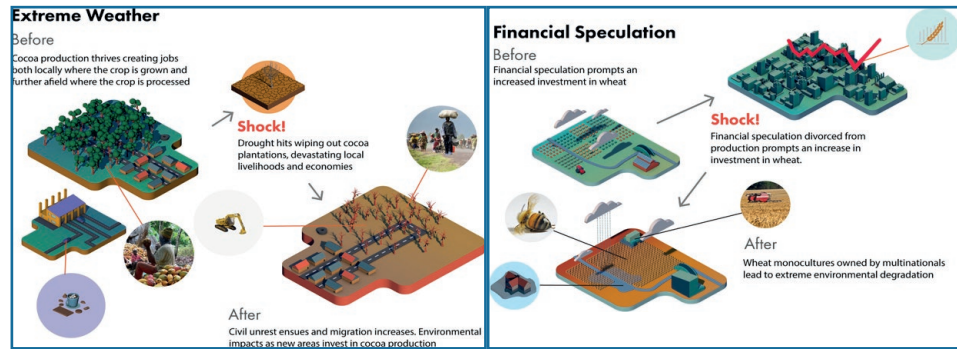 Extreme Weather
Before
Cocoa production thrives creating jobs
both locally where the crop is grown and
further afield where the crop is processed
Shock!
Drought hits wiping out cocoa
plantations, devastating local
livelihoods and economies
After
Civil unrest ensues and migration increases. Environmental
impacts as new areas invest in cocoa production
Financial Speculation
Before
Financial speculation prompts an
increased investment in wheat
Shock!
Financial speculation divorced from
production prompts an increase in
investment in wheat.
After
Wheat monocultures owned by multinationals
lead to extreme environmental degradation